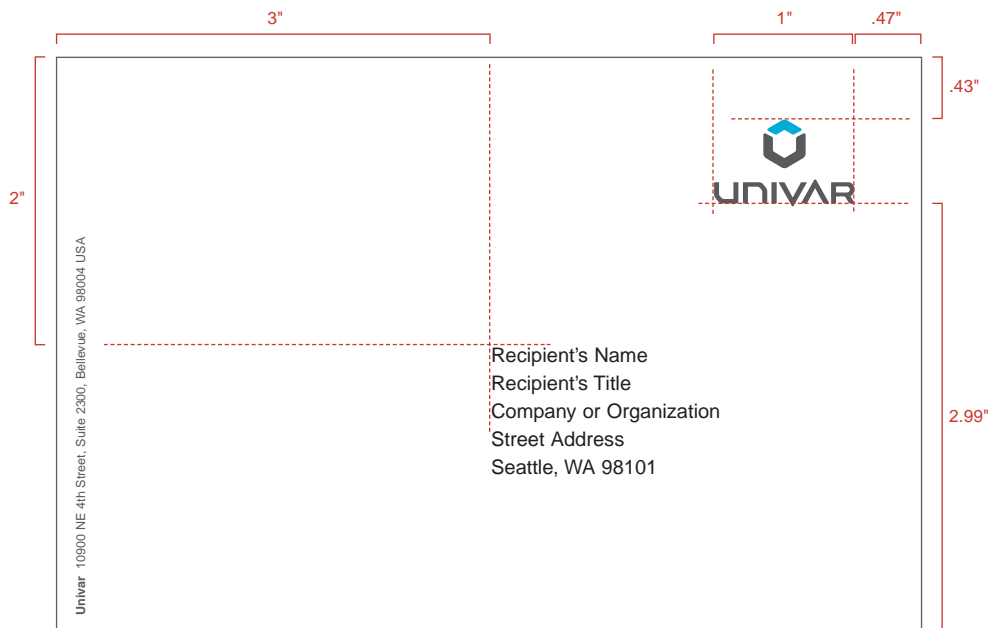 3"
1"
.47"
.43"
UNIVAR
2"
Univar 10900 NE 4th Street, Suite 2300, Bellevue, WA 98004 USA
Recipient’s Name
Recipient’s Title
Company or Organization
Street Address
Seattle, WA 98101
2.99"